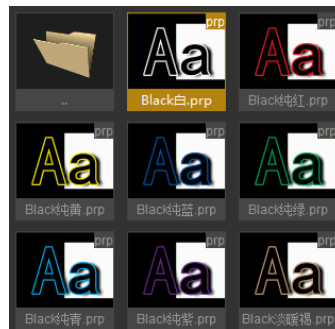 ..
prp
Aa
Black白.prp
prp
Aa
Black纯红.prp
prp
Aa
Black纯黄.prp
prp
Aa
Black纯蓝.prp
prp
Aa
Black纯绿.prp
prp
Aa
Black纯青.prp
prp
Aa
Black纯紫.prp
prp
Aa
Black淡暖褐.prp